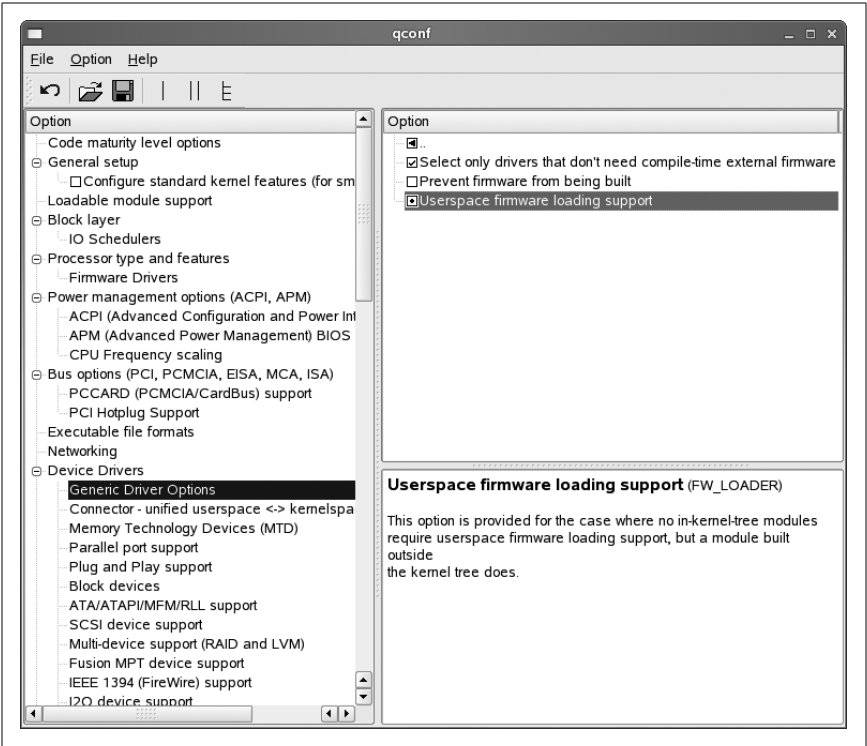 qconf
File Option Help
Option
Code maturity level options
General setup
Configure standard kernel features (for sm
Loadable module support
Block layer
IO Schedulers
Processor type and features
Firmware Drivers
Power management options (ACPI, APM)
ACPI (Advanced Configuration and Power Int
APM (Advanced Power Management) BIOS
CPU Frequency scaling
Bus options (PCI, PCMCIA, EISA, MCA, ISA)
PCCARD (PCMCIA/CardBus) support
PCI Hotplug Support
Executable file formats
Networking
Device Drivers
Generic Driver Options
Connector - unified userspace <-> kernelspa
Memory Technology Devices (MTD)
Parallel port support
Plug and Play support
Block devices
ATA/ATAPI/MFM/RLL support
SCSI device support
Multi-device support (RAID and LVM)
Fusion MPT device support
IEEE 1394 (FireWire) support
I2O device support
Option
..
Select only drivers that don't need compile-time external firmware
Prevent firmware from being built
Userspace firmware loading support
Userspace firmware loading support (FW_LOADER)
This option is provided for the case where no in-kernel-tree modules
require userspace firmware loading support, but a module built
outside
the kernel tree does.